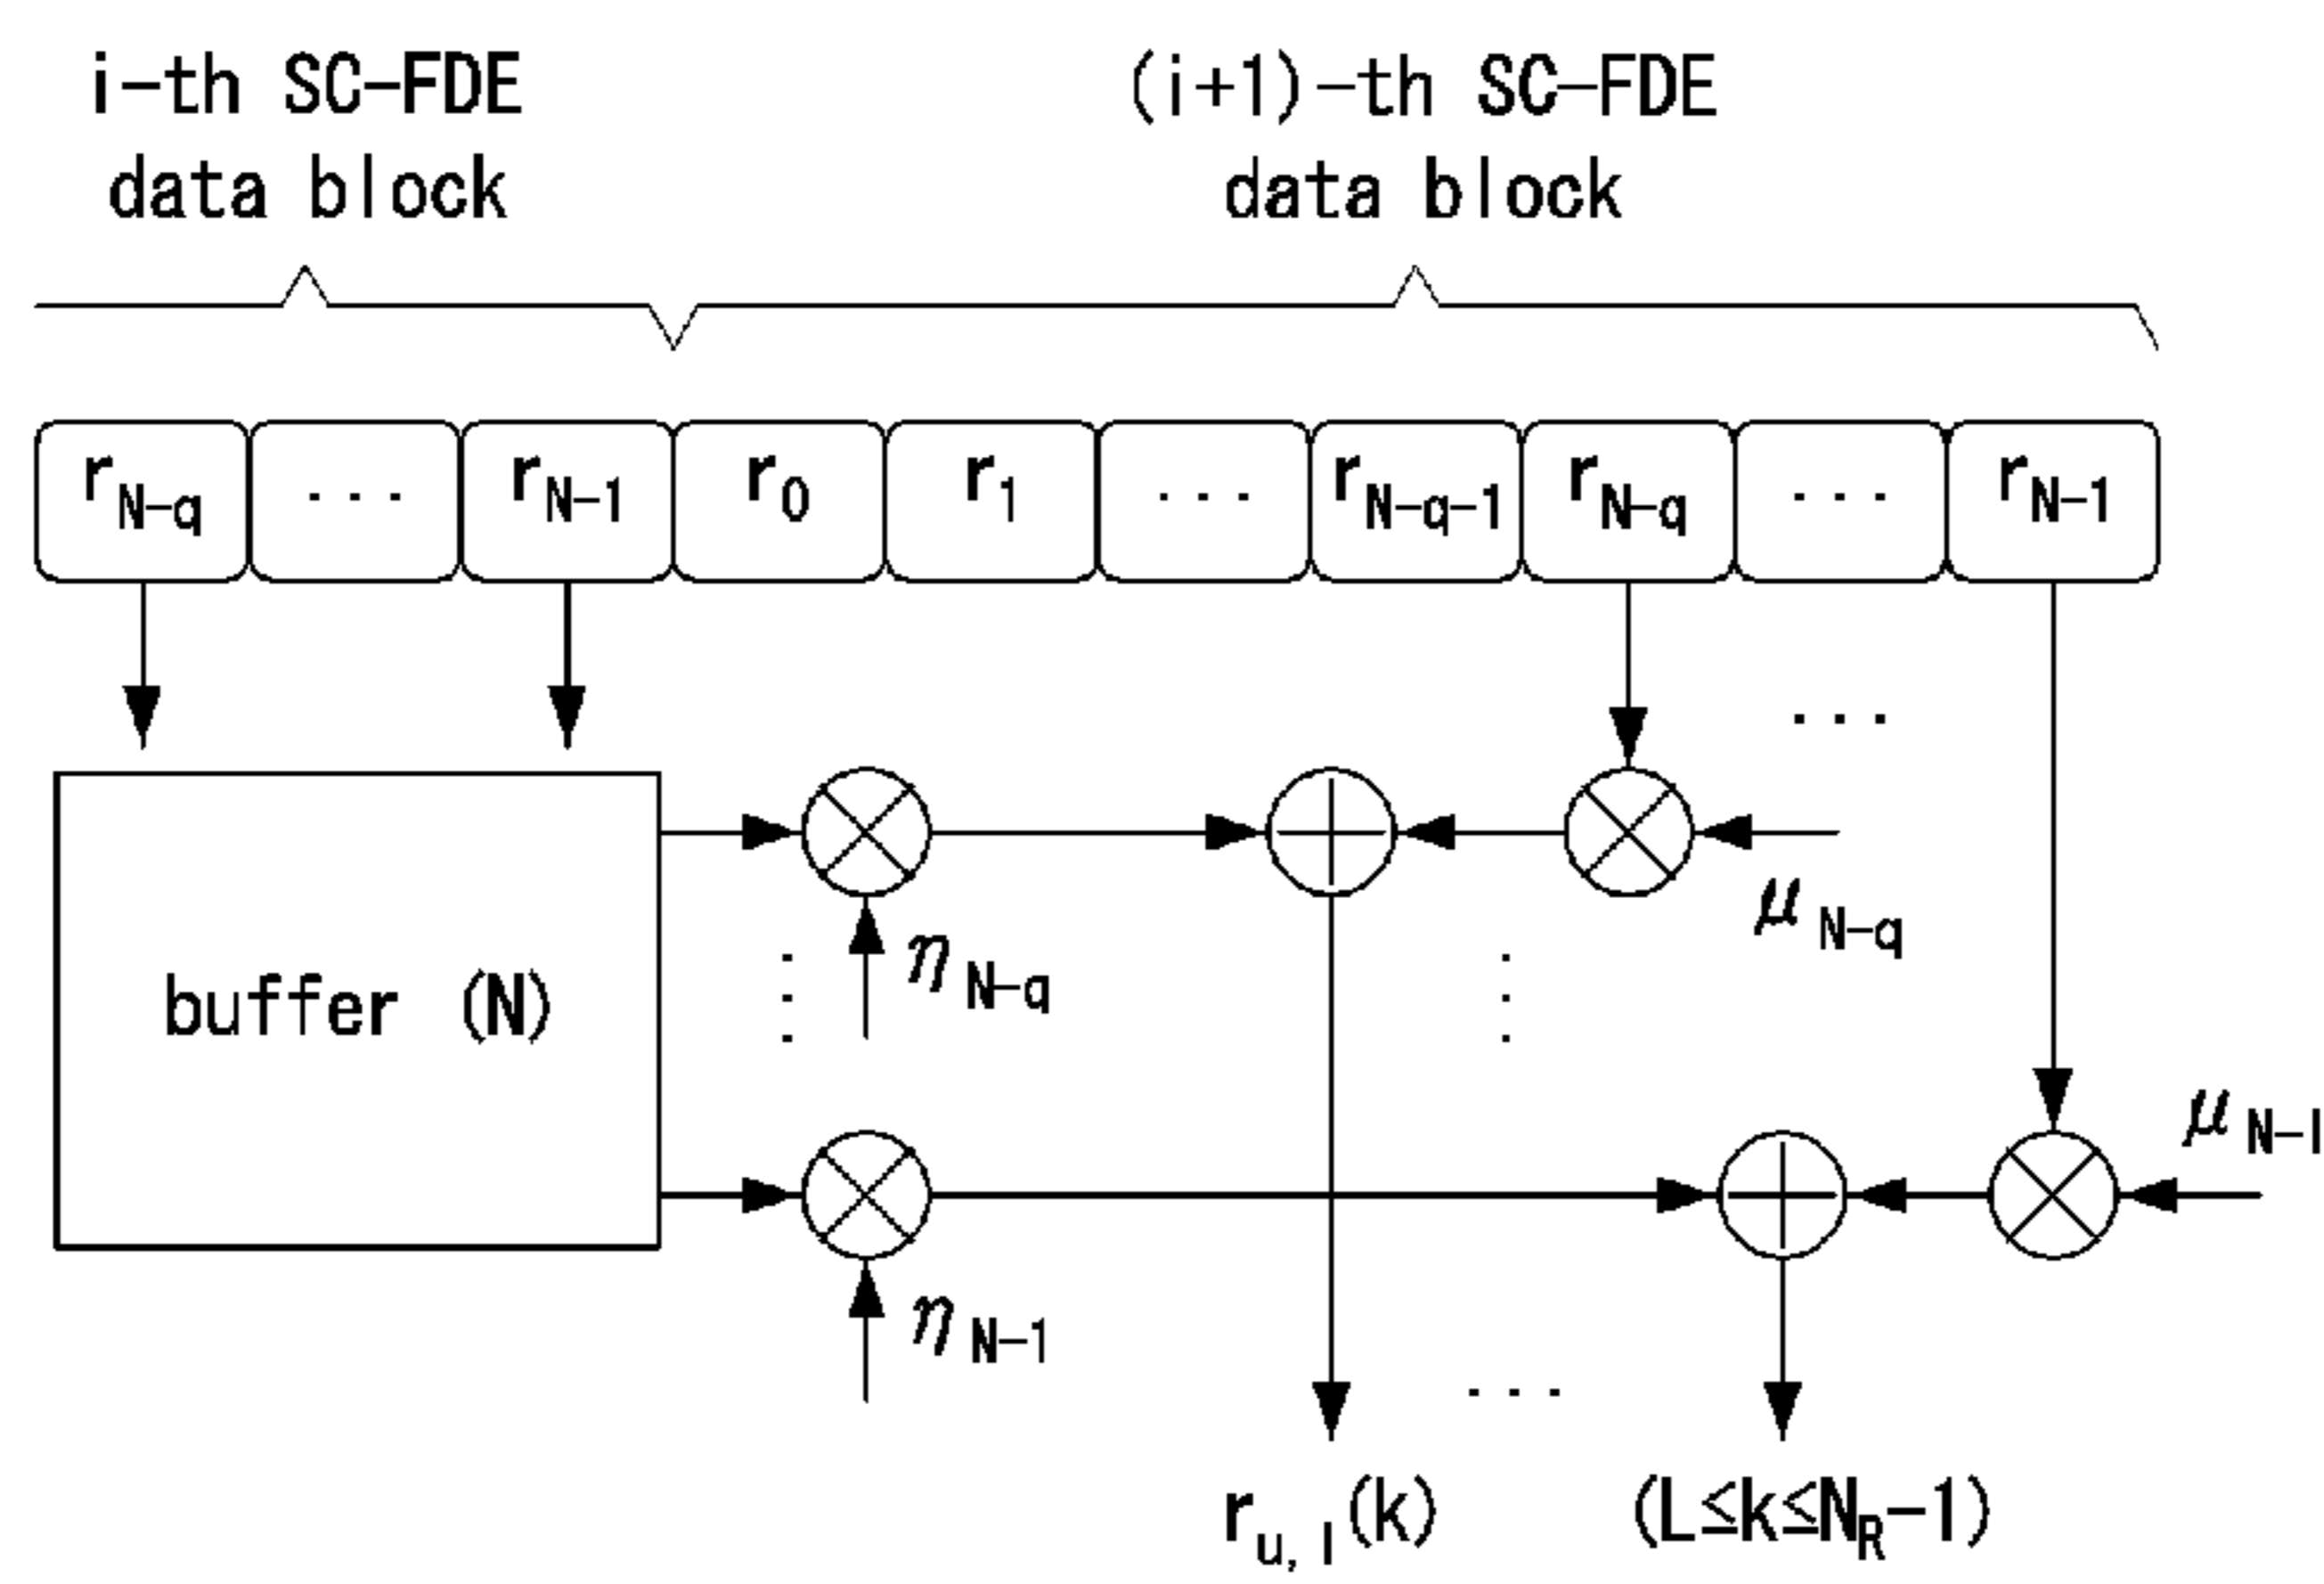 i-th SC-FDE (i+1)-th SC-FDE
data block data block
r_{N-q} ... r_{N-1} r_0 r_1 ... r_{N-q-1} r_{N-q} ... r_{N-1}
...
η_{N-q} μ_{N-q}
buffer (N)
η_{N-1} μ_{N-1}
...
r_{u,l}(k) (L≤k≤N_R-1)